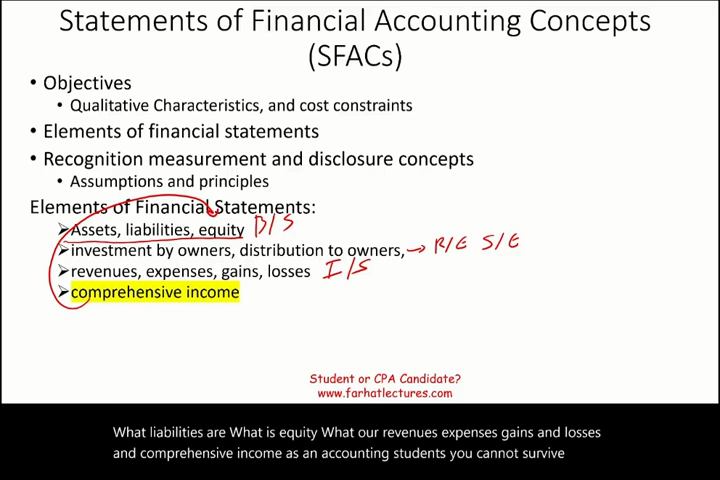 Statements of Financial Accounting Concepts
(SFACs)
• Objectives
• Qualitative Characteristics, and cost constraints
• Elements of financial statements
• Recognition measurement and disclosure concepts
• Assumptions and principles
Elements of Financial Statements:
➢Assets, liabilities, equity B/S
➢investment by owners, distribution to owners, → R/E S/E
➢revenues, expenses, gains, losses I/S
➢comprehensive income
Student or CPA Candidate?
www.farhatlectures.com
What liabilities are What is equity What our revenues expenses gains and losses
and comprehensive income as an accounting students you cannot survive